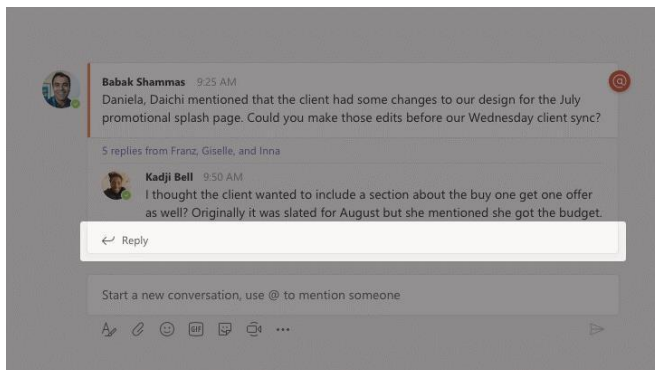 Babak Shammas 9:25 AM
Daniela, Daichi mentioned that the client had some changes to our design for the July
promotional splash page. Could you make those edits before our Wednesday client sync?
5 replies from Franz, Giselle, and Inna
Kadji Bell 9:50 AM
I thought the client wanted to include a section about the buy one get one offer
as well? Originally it was slated for August but she mentioned she got the budget.
Reply
Start a new conversation, use @ to mention someone
GIF